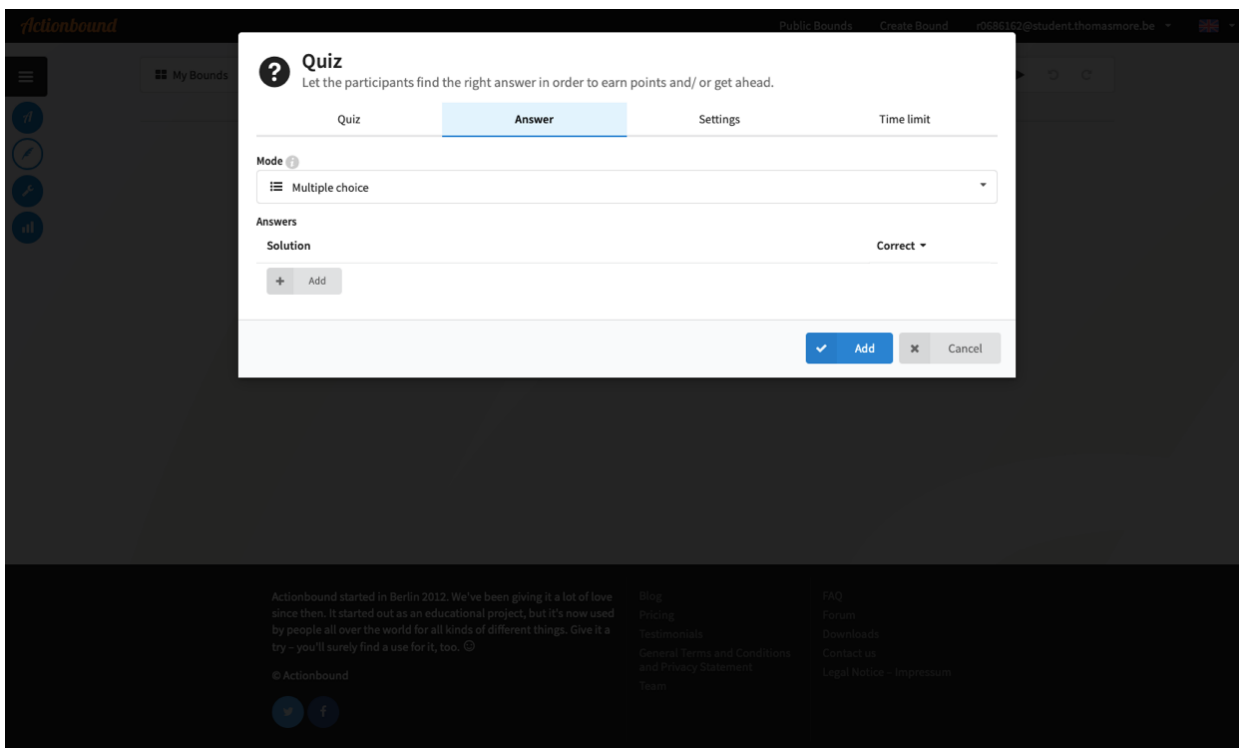 Actionbound
Public Bounds Create Bound r0686162@student.thomasmore.be
My Bounds
Quiz
Let the participants find the right answer in order to earn points and/ or get ahead.
Quiz Answer Settings Time limit
Mode
Multiple choice
Answers
Solution Correct
+ Add
Add Cancel
Actionbound started in Berlin 2012. We've been giving it a lot of love
since then. It started out as an educational project, but it's now used
by people all over the world for all kinds of different things. Give it a
try – you'll surely find a use for it, too.
© Actionbound
Blog
Pricing
Testimonials
General Terms and Conditions
and Privacy Statement
Team
FAQ
Forum
Downloads
Contact us
Legal Notice – Impressum